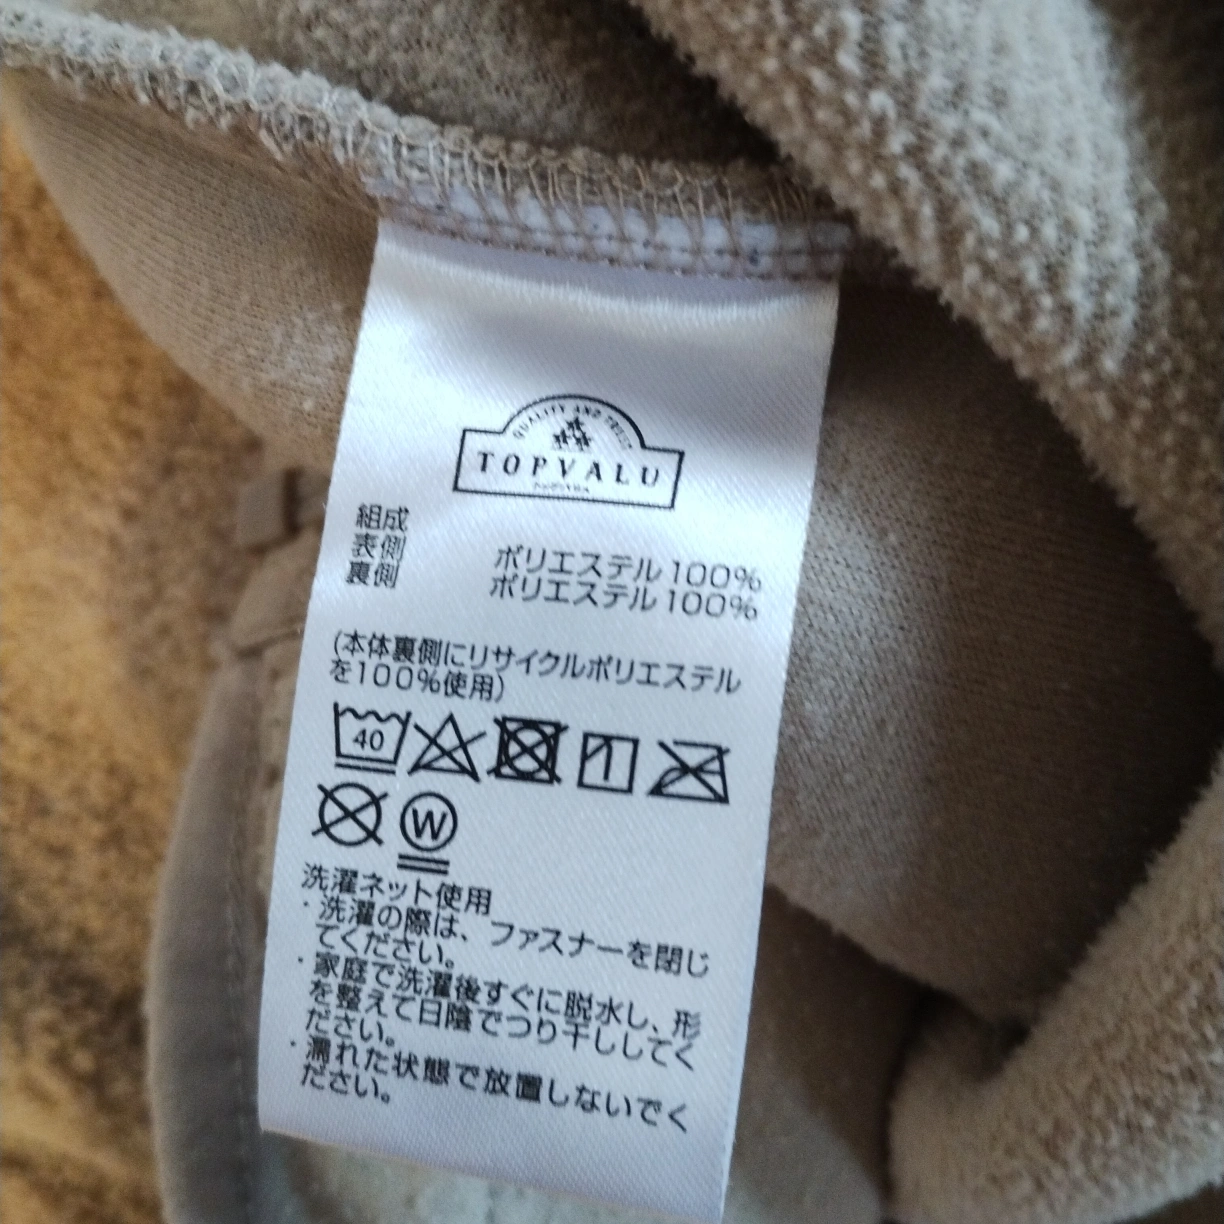 QUALITY AND TRUST
TOPVALU
組成
表側 ポリエステル100%
裏側 ポリエステル100%
(本体裏側にリサイクルポリエステル
を100%使用)
40
W
洗濯ネット使用
・洗濯の際は、ファスナーを閉じ
てください。
・家庭で洗濯後すぐに脱水し、形
を整えて日陰でつり干ししてく
ださい。
・濡れた状態で放置しないでく
ださい。